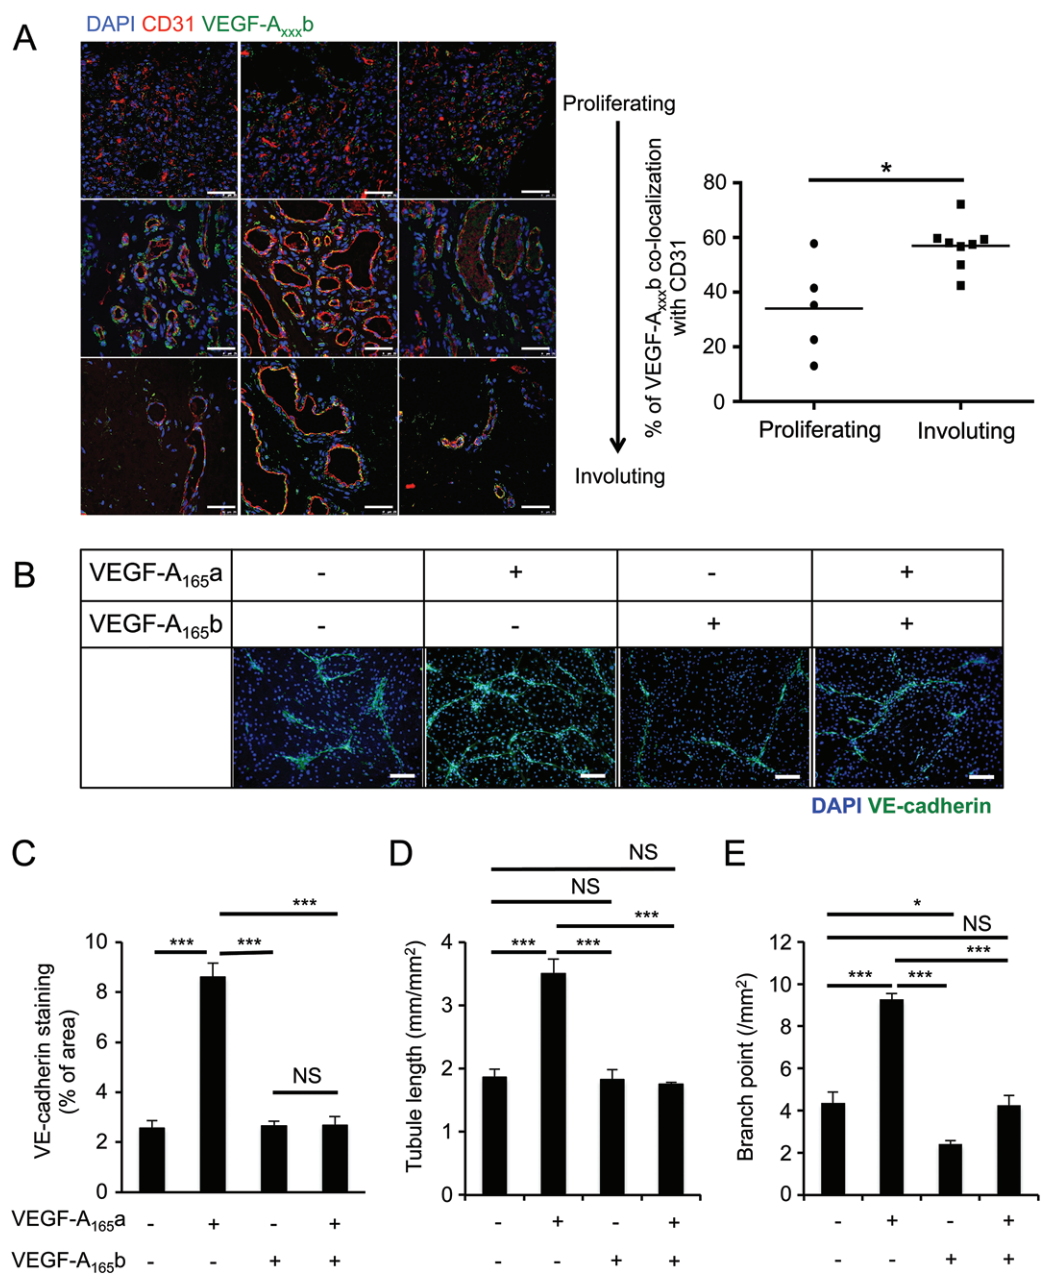 A
DAPI CD31 VEGF-Axxxb
Proliferating
Involuting
% of VEGF-Axxxb co-localization
with CD31
*
80
60
40
20
0
Proliferating Involuting
B
VEGF-A165a - + - +
VEGF-A165b - - + +
DAPI VE-cadherin
C
***
*** ***
NS
VE-cadherin staining
(% of area)
10
8
6
4
2
0
D
NS
NS
***
*** ***
Tubule length (mm/mm2)
4
3
2
1
0
E
*
NS
***
*** ***
Branch point (/mm2)
12
10
8
6
4
2
0
VEGF-A165a - + - + - + - + - + - +
VEGF-A165b - - + + - - + + - - + +